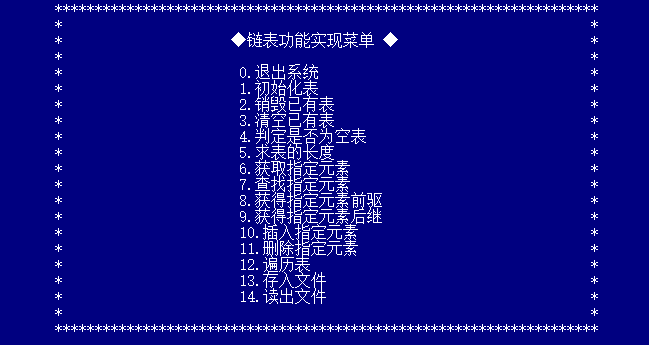 ◆链表功能实现菜单 ◆
0.退出系统
1.初始化表
2.销毁已有表
3.清空已有表
4.判定是否为空表
5.求表的长度
6.获取指定元素
7.查找指定元素
8.获得指定元素前驱
9.获得指定元素后继
10.插入指定元素
11.删除指定元素
12.遍历表
13.存入文件
14.读出文件